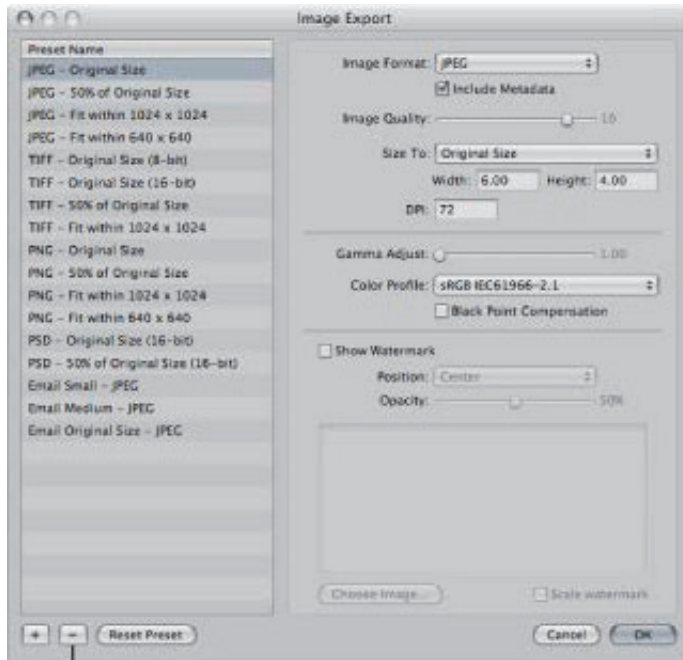 Image Export
Preset Name
JPEG - Original Size
JPEG - 50% of Original Size
JPEG - Fit within 1024 x 1024
JPEG - Fit within 640 x 640
TIFF - Original Size (8-bit)
TIFF - Original Size (16-bit)
TIFF - 50% of Original Size
TIFF - Fit within 1024 x 1024
PNG - Original Size
PNG - 50% of Original Size
PNG - Fit within 1024 x 1024
PNG - Fit within 640 x 640
PSD - Original Size (16-bit)
PSD - 50% of Original Size (16-bit)
Email Small - JPEG
Email Medium - JPEG
Email Original Size - JPEG
+ - Reset Preset
Image Format: JPEG
Include Metadata
Image Quality: 10
Size To: Original Size
Width: 6.00 Height: 4.00
DPI: 72
Gamma Adjust: 1.00
Color Profile: sRGB IEC61966-2.1
Black Point Compensation
Show Watermark
Position: Center
Opacity: 50%
Choose Image...
Scale watermark
Cancel OK